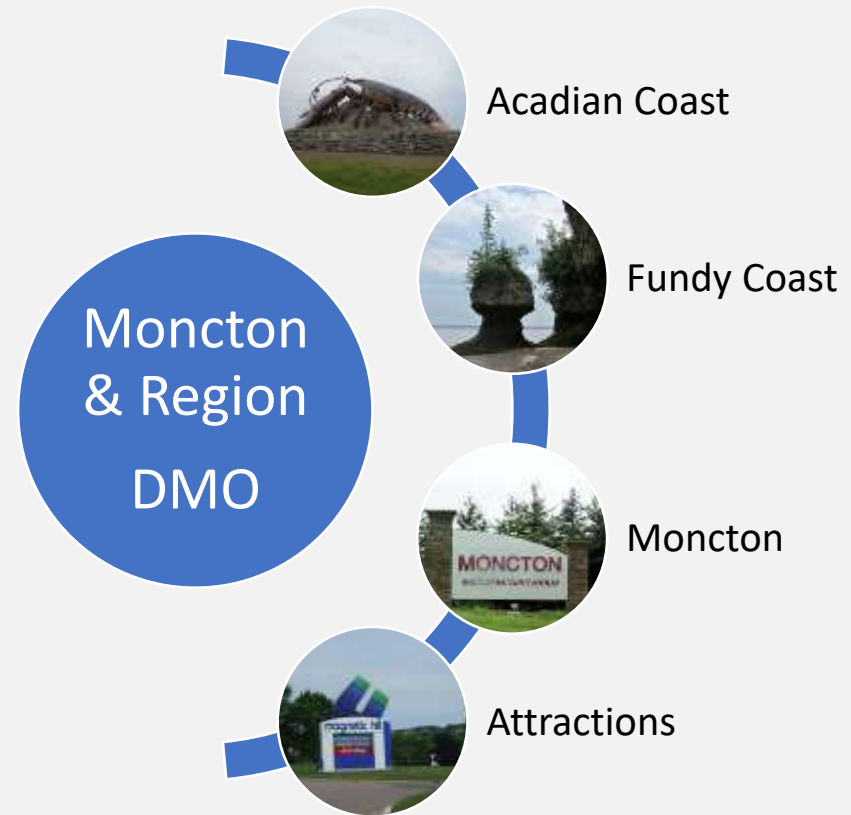 Acadian Coast
Fundy Coast
Moncton
& Region
DMO
MONCTON
Moncton
magnetic hill
Attractions